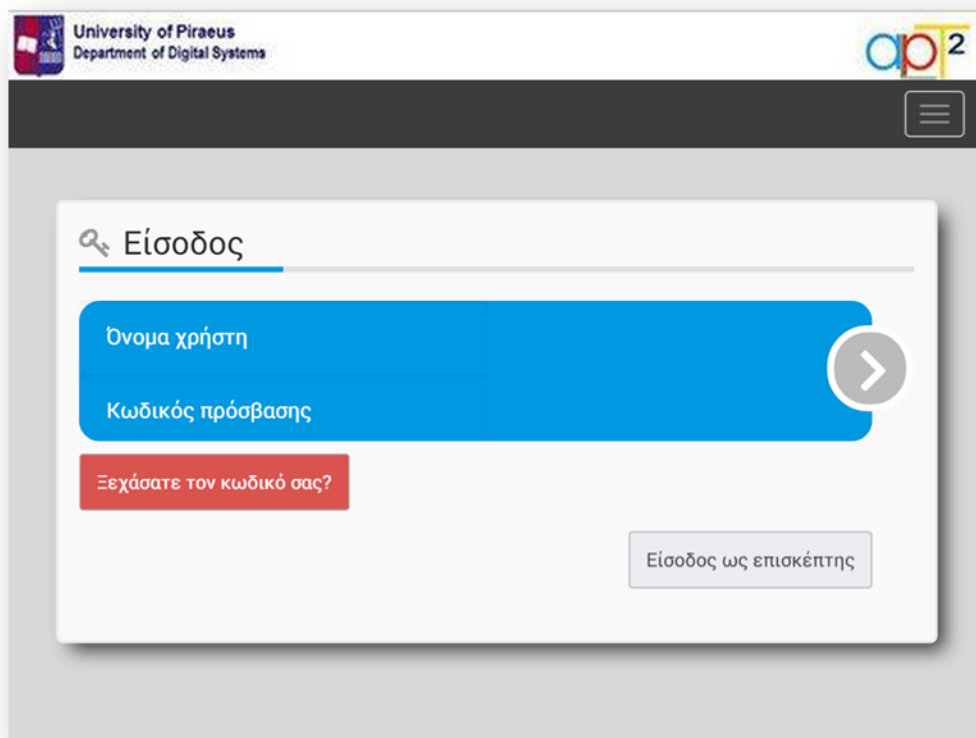 University of Piraeus
Department of Digital Systems
apT2
Είσοδος
Όνομα χρήστη
Κωδικός πρόσβασης
Ξεχάσατε τον κωδικό σας?
Είσοδος ως επισκέπτης